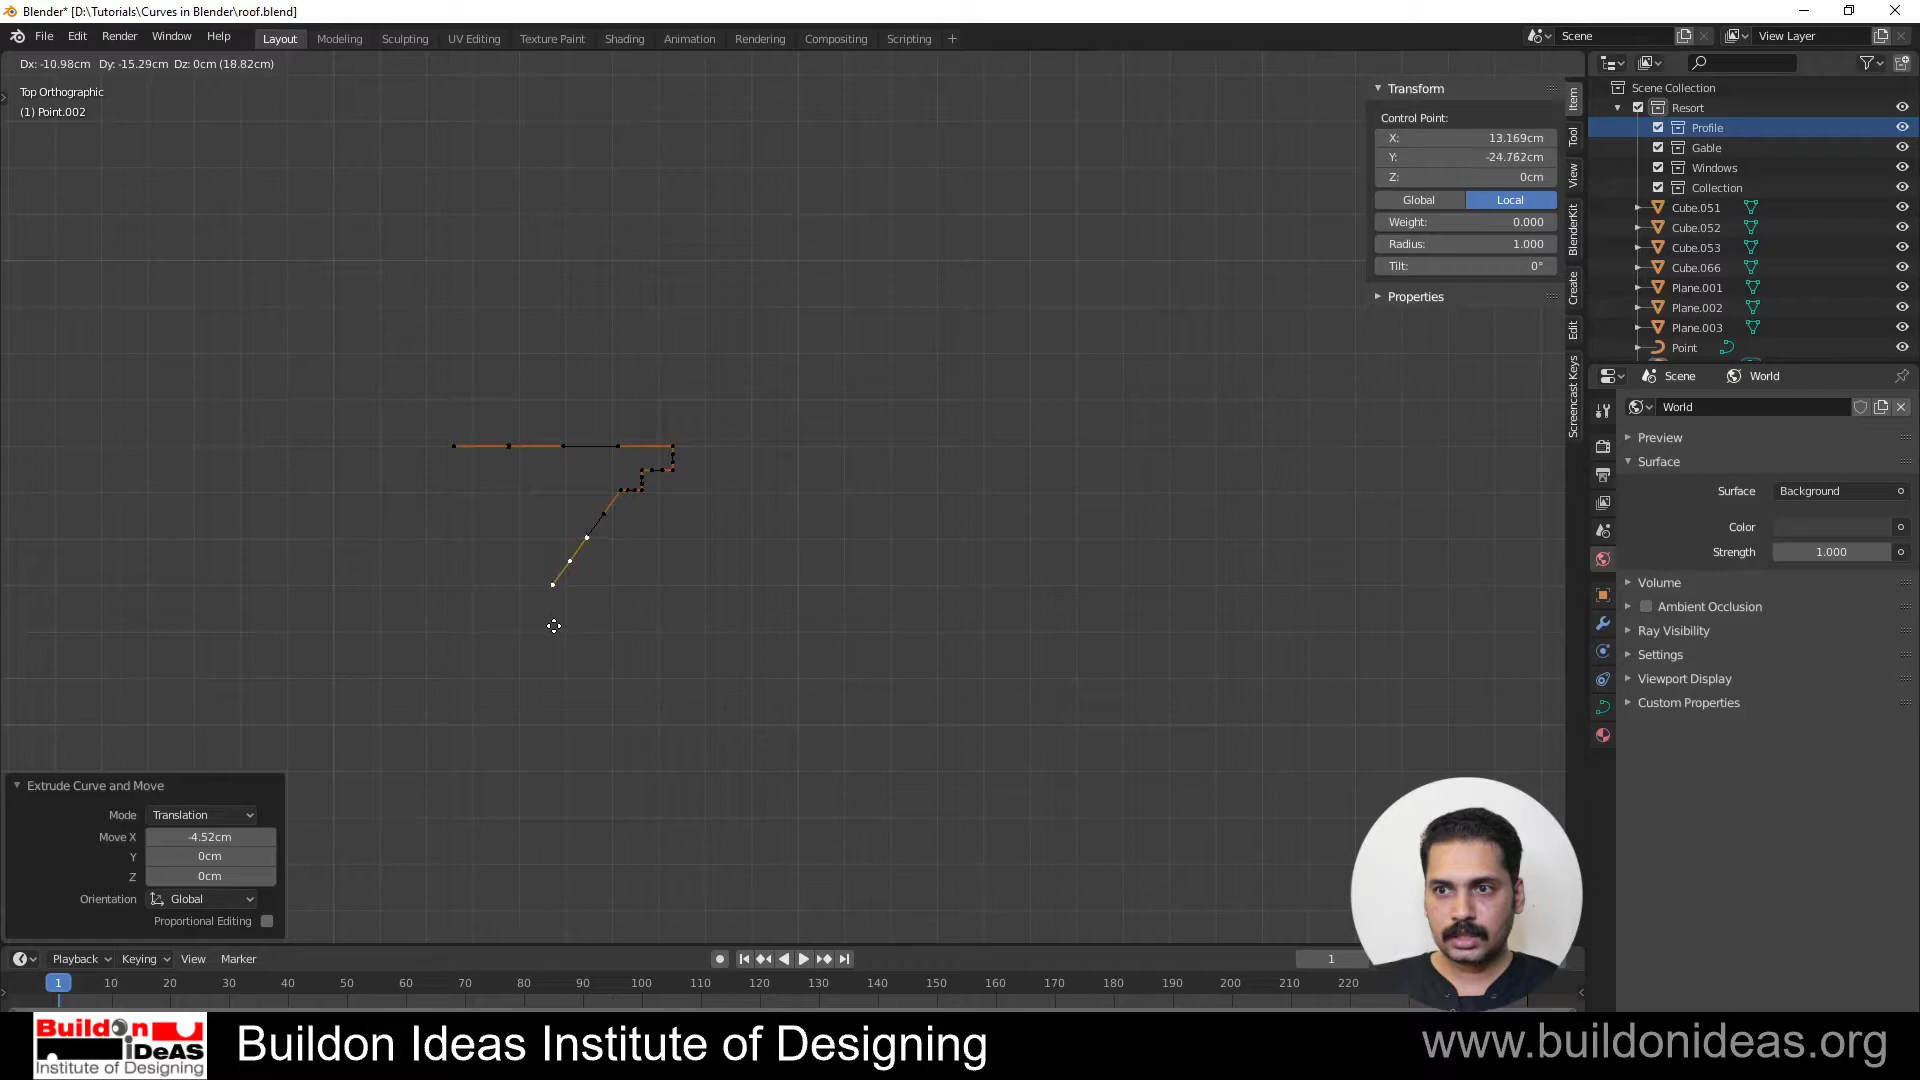 Blender* [D:\Tutorials\Curves in Blender\roof.blend]
File Edit Render Window Help Layout Modeling Sculpting UV Editing Texture Paint Shading Animation Rendering Compositing Scripting + Scene View Layer
Dx: -10.98cm Dy: -15.29cm Dz: 0cm (18.82cm)
Top Orthographic
(1) Point.002
Transform
Control Point:
X: 13.169cm
Y: -24.762cm
Z: 0cm
Global Local
Weight: 0.000
Radius: 1.000
Tilt: 0°
Properties
Item
Tool
View
BlenderKit
Create
Edit
Screencast Keys
Scene Collection
Resort
Profile
Gable
Windows
Collection
Cube.051
Cube.052
Cube.053
Cube.066
Plane.001
Plane.002
Plane.003
Point
Scene World
World
Preview
Surface
Surface Background
Color
Strength 1.000
Volume
Ambient Occlusion
Ray Visibility
Settings
Viewport Display
Custom Properties
Extrude Curve and Move
Mode Translation
Move X -4.52cm
Y 0cm
Z 0cm
Orientation Global
Proportional Editing
Playback Keying View Marker 1
1 10 20 30 40 50 60 70 80 90 100 110 120 130 140 150 160 170 180 190 200 210 220
Buildon
iDeAS
Institute of Designing
Buildon Ideas Institute of Designing
www.buildonideas.org